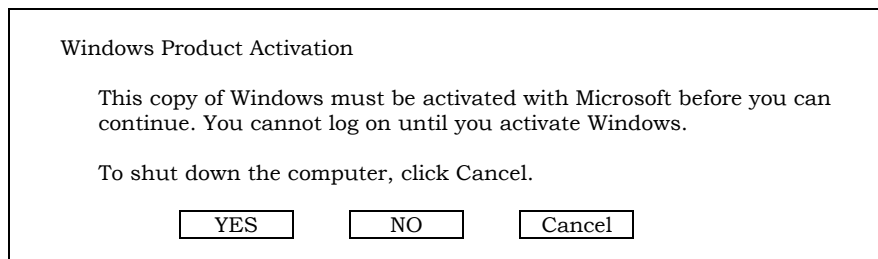 Windows Product Activation
This copy of Windows must be activated with Microsoft before you can
continue. You cannot log on until you activate Windows.
To shut down the computer, click Cancel.
YES NO Cancel